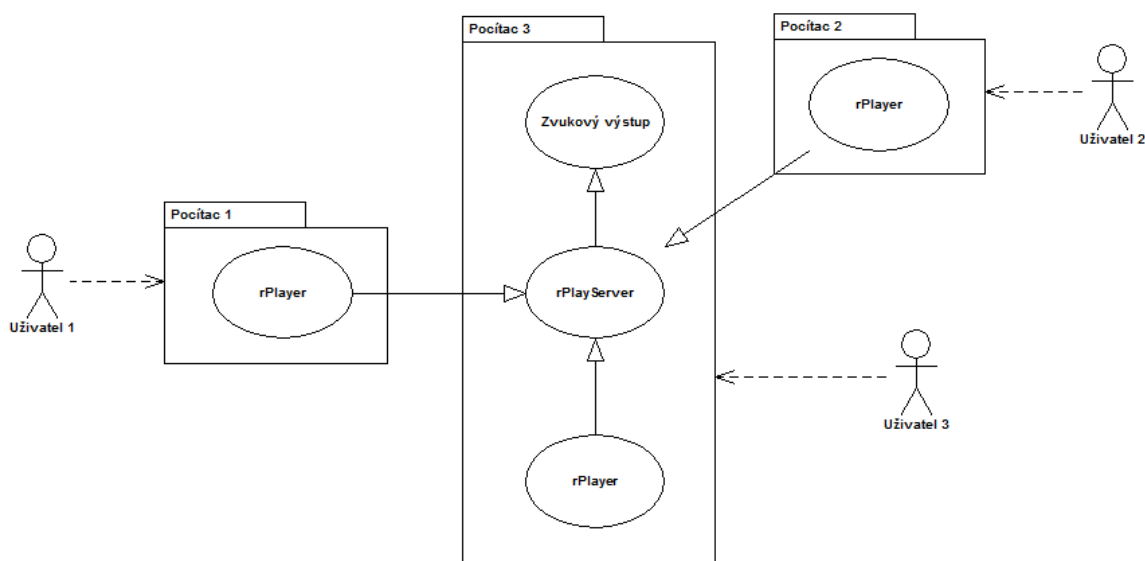 Pocítac 3
Pocítac 2
Zvukový výstup
rPlayer
Uživatel 2
Pocítac 1
rPlayer
rPlayServer
Uživatel 1
Uživatel 3
rPlayer